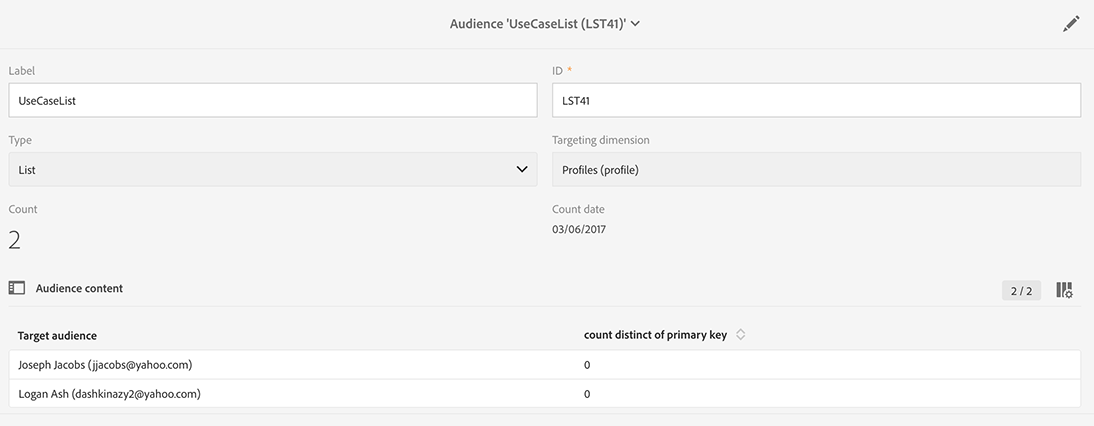 Audience 'UseCaseList (LST41)'
Label
ID *
UseCaseList
LST41
Type
Targeting dimension
List
Profiles (profile)
Count
Count date
2
03/06/2017
Audience content
2 / 2
Target audience
count distinct of primary key
Joseph Jacobs (jjacobs@yahoo.com)
0
Logan Ash (dashkinazy2@yahoo.com)
0